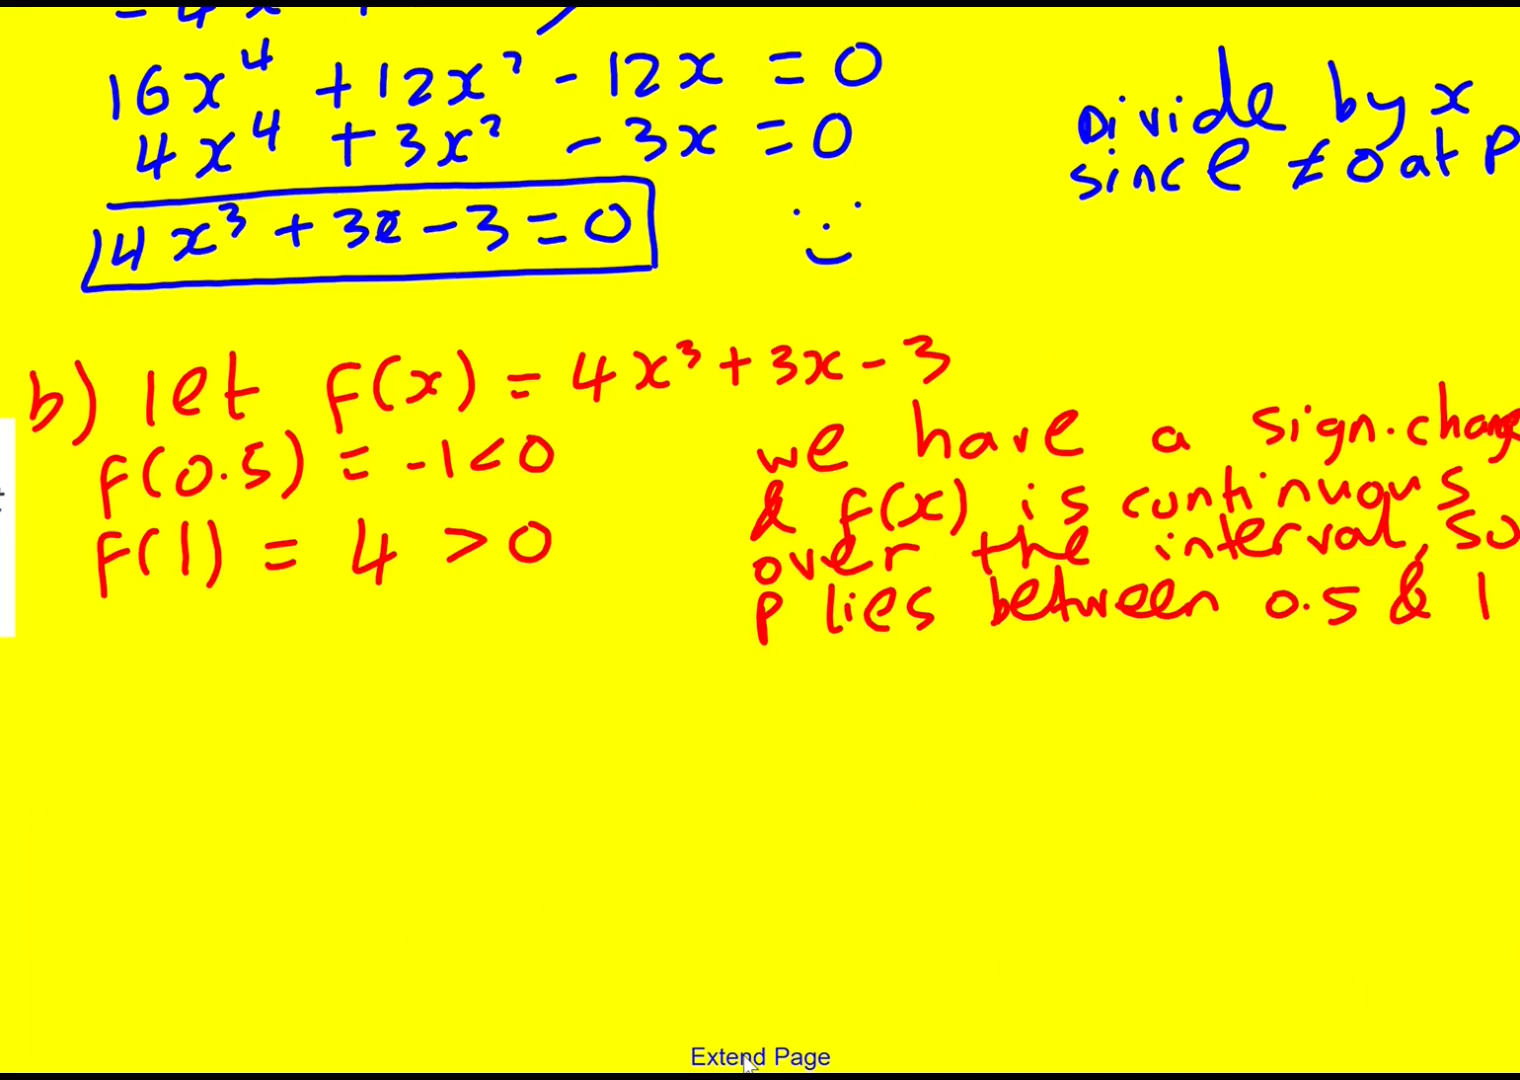 16x⁴ + 12x² - 12x = 0
4x⁴ + 3x² - 3x = 0
4x³ + 3x - 3 = 0
Divide by x
since ≠ 0 at P
b) let f(x) = 4x³ + 3x - 3
f(0.5) = -1 < 0
f(1) = 4 > 0
we have a sign.change
& f(x) is continuous
over the interval, so
P lies between 0.5 & 1
Extend Page